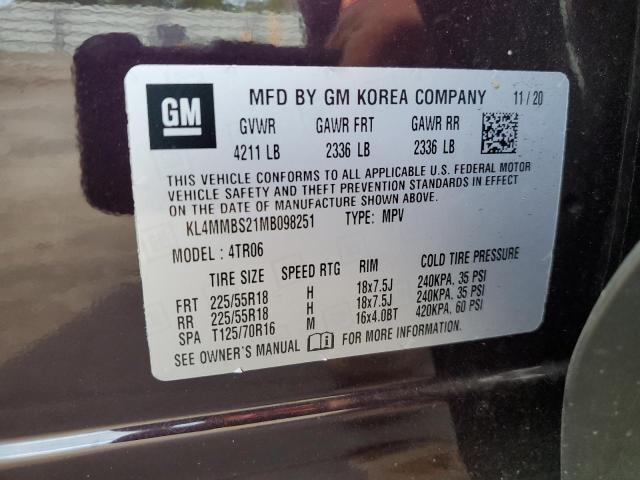 GM
MFD BY GM KOREA COMPANY 11/20
GVWR GAWR FRT GAWR RR
4211 LB 2336 LB 2336 LB
THIS VEHICLE CONFORMS TO ALL APPLICABLE U.S. FEDERAL MOTOR
VEHICLE SAFETY AND THEFT PREVENTION STANDARDS IN EFFECT
ON THE DATE OF MANUFACTURE SHOWN ABOVE.
KL4MMBS21MB098251 TYPE: MPV
MODEL: 4TR06
TIRE SIZE SPEED RTG RIM COLD TIRE PRESSURE
FRT 225/55R18 H 18x7.5J 240KPA, 35 PSI
RR 225/55R18 H 18x7.5J 240KPA, 35 PSI
SPA T125/70R16 M 16x4.0BT 420KPA, 60 PSI
SEE OWNER'S MANUAL FOR MORE INFORMATION.